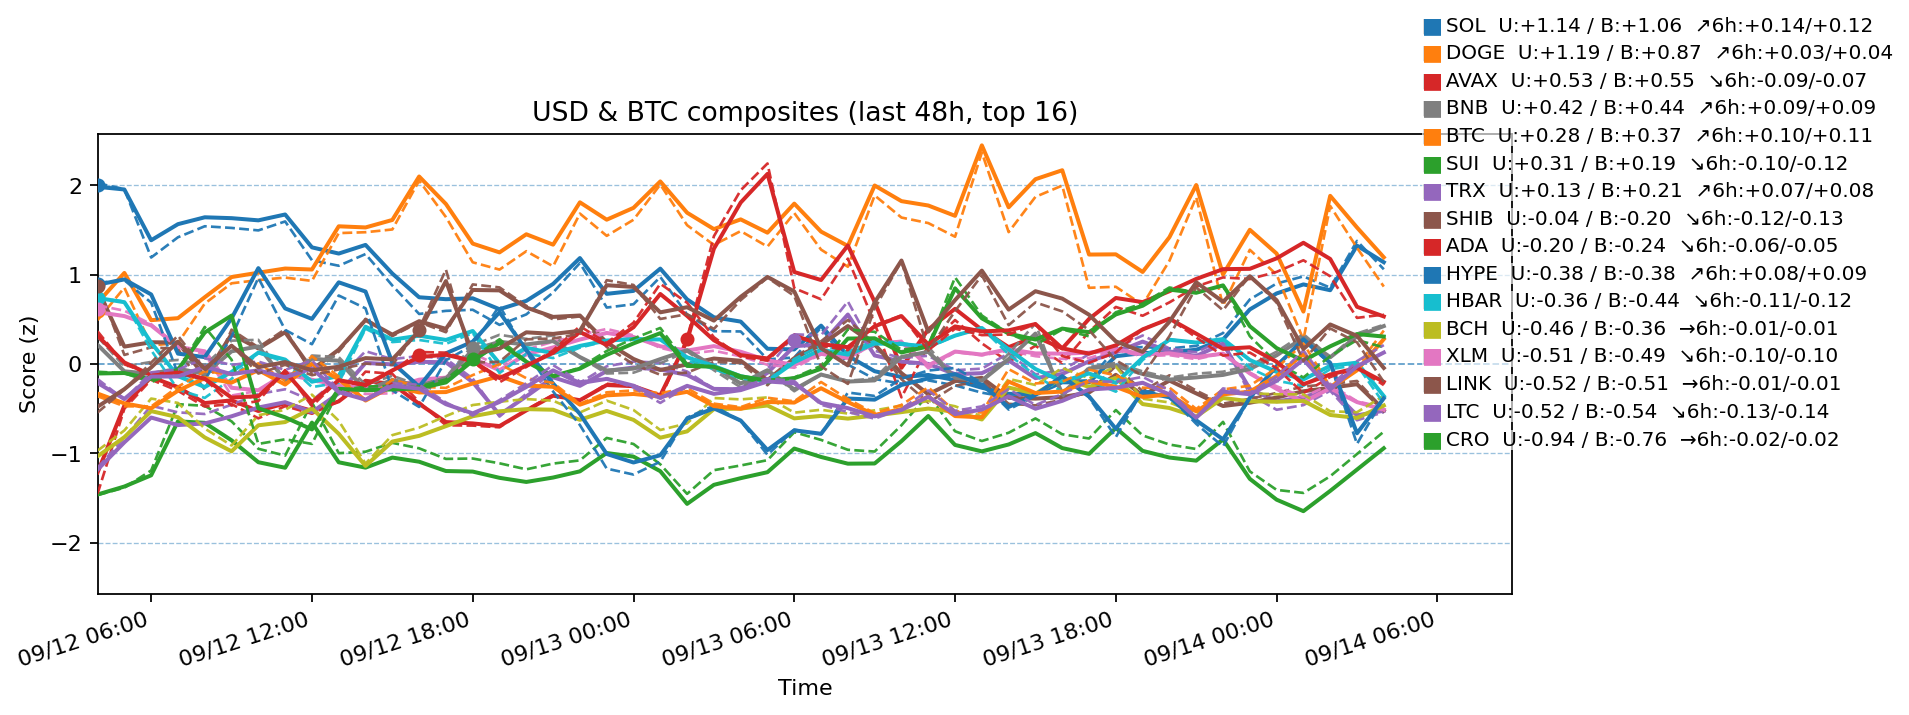 SOL U:+1.14 / B:+1.06 ↗6h:+0.14/+0.12
DOGE U:+1.19 / B:+0.87 ↗6h:+0.03/+0.04
AVAX U:+0.53 / B:+0.55 ↘6h:-0.09/-0.07
BNB U:+0.42 / B:+0.44 ↗6h:+0.09/+0.09
BTC U:+0.28 / B:+0.37 ↗6h:+0.10/+0.11
SUI U:+0.31 / B:+0.19 ↘6h:-0.10/-0.12
TRX U:+0.13 / B:+0.21 ↗6h:+0.07/+0.08
SHIB U:-0.04 / B:-0.20 ↘6h:-0.12/-0.13
ADA U:-0.20 / B:-0.24 ↘6h:-0.06/-0.05
HYPE U:-0.38 / B:-0.38 ↗6h:+0.08/+0.09
HBAR U:-0.36 / B:-0.44 ↘6h:-0.11/-0.12
BCH U:-0.46 / B:-0.36 →6h:-0.01/-0.01
XLM U:-0.51 / B:-0.49 ↘6h:-0.10/-0.10
LINK U:-0.52 / B:-0.51 →6h:-0.01/-0.01
LTC U:-0.52 / B:-0.54 ↘6h:-0.13/-0.14
CRO U:-0.94 / B:-0.76 →6h:-0.02/-0.02
USD & BTC composites (last 48h, top 16)
Score (z)
2
1
0
−1
−2
09/12 06:00
09/12 12:00
09/12 18:00
09/13 00:00
09/13 06:00
09/13 12:00
09/13 18:00
09/14 00:00
09/14 06:00
Time